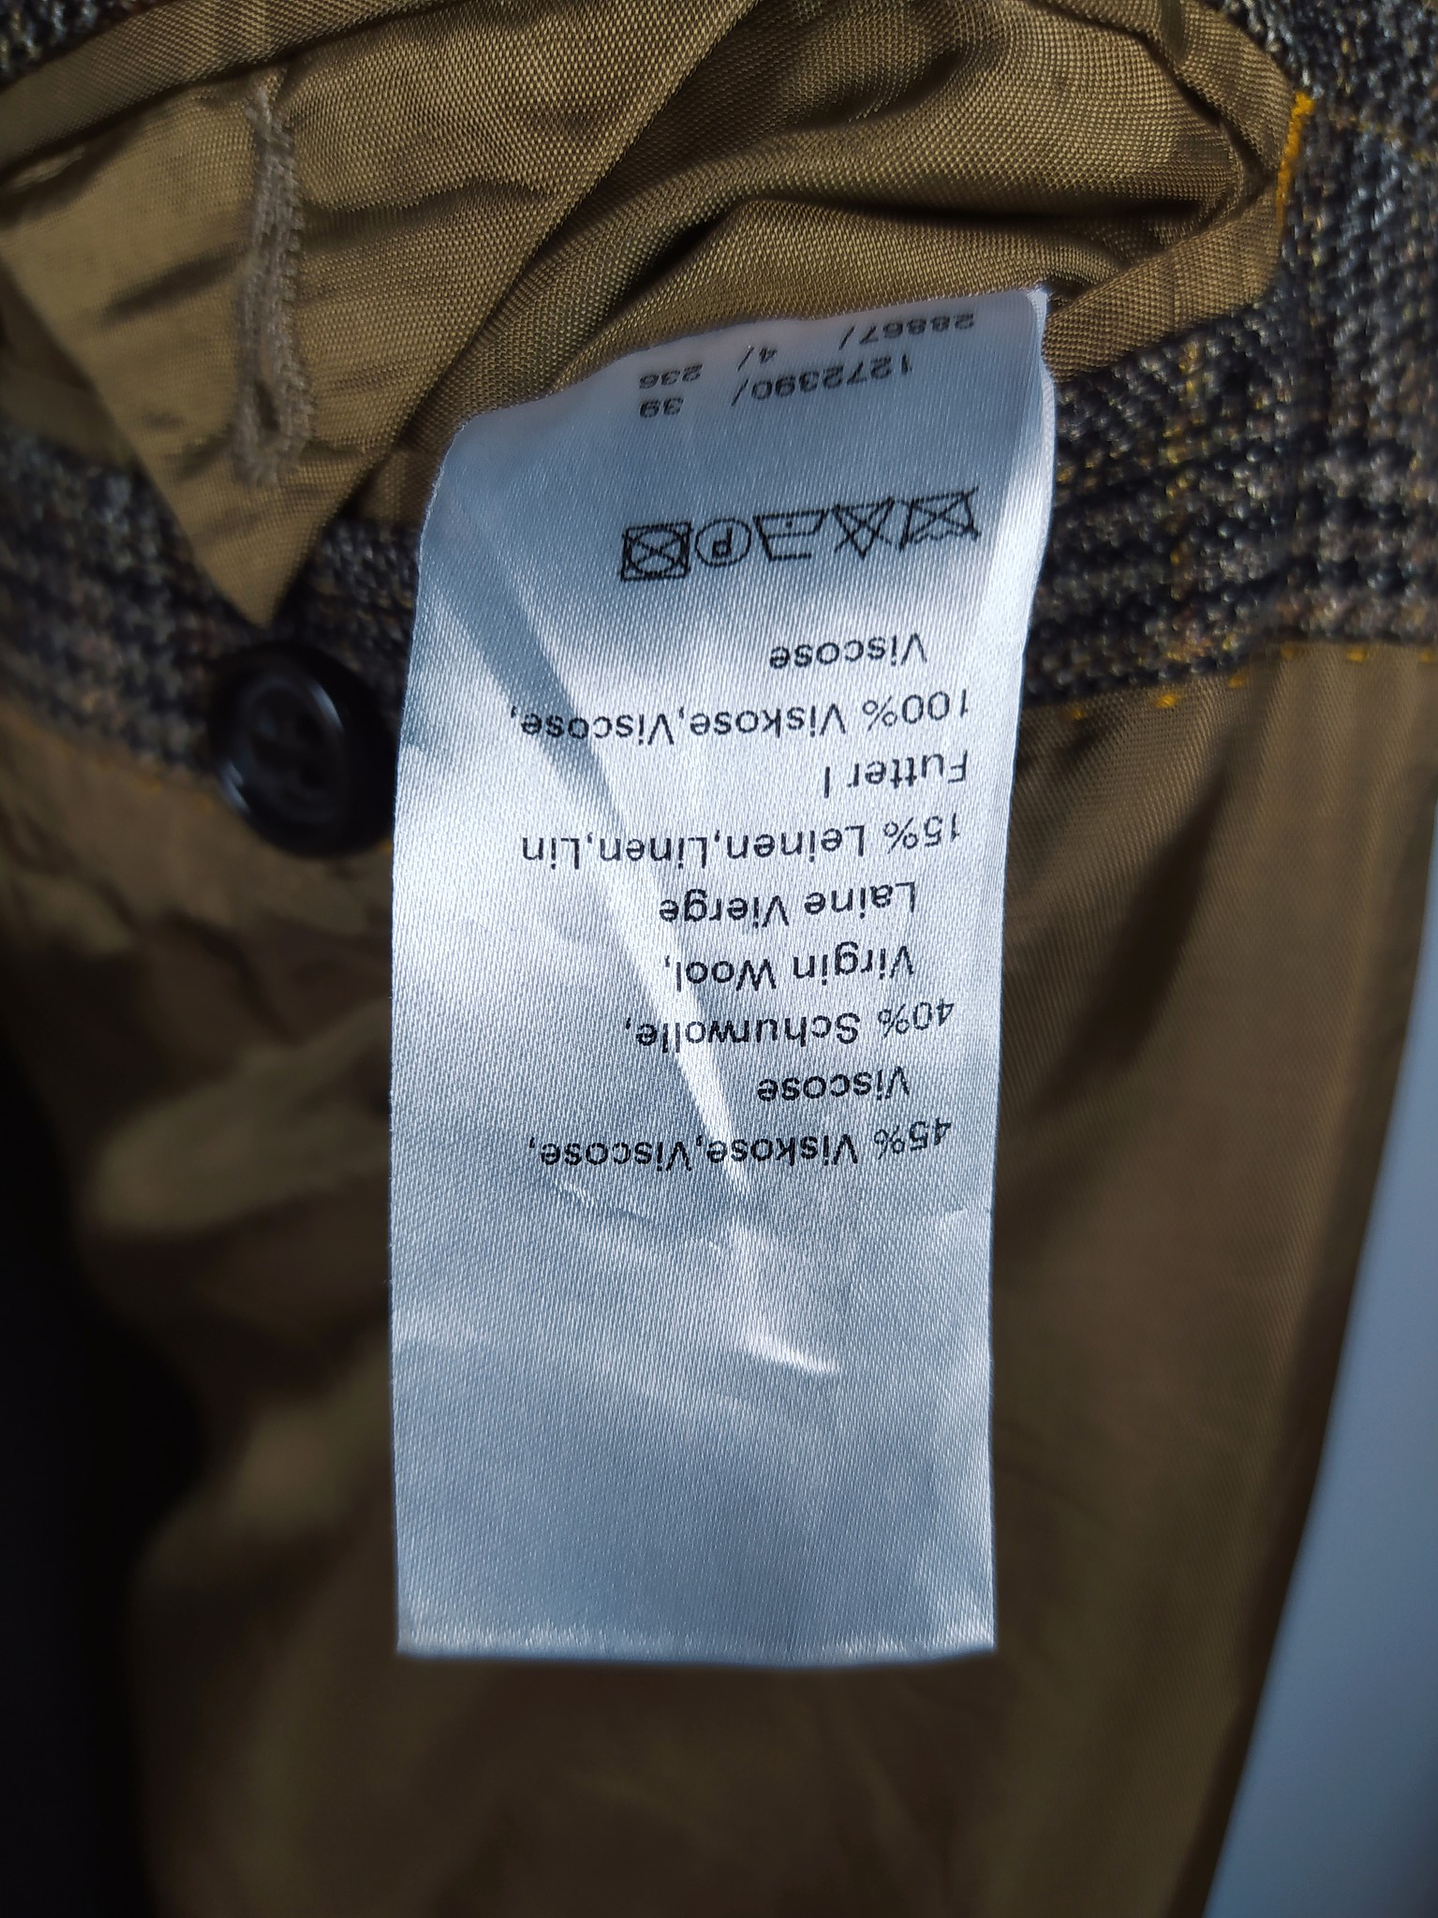 45% Viskose,Viscose,
Viscose
40% Schurwolle,
Virgin Wool,
Laine Vierge
15% Leinen,Linen,Lin
Futter I
100% Viskose,Viscose,
Viscose
P
1272390/ 39
28867/ 4/ 236